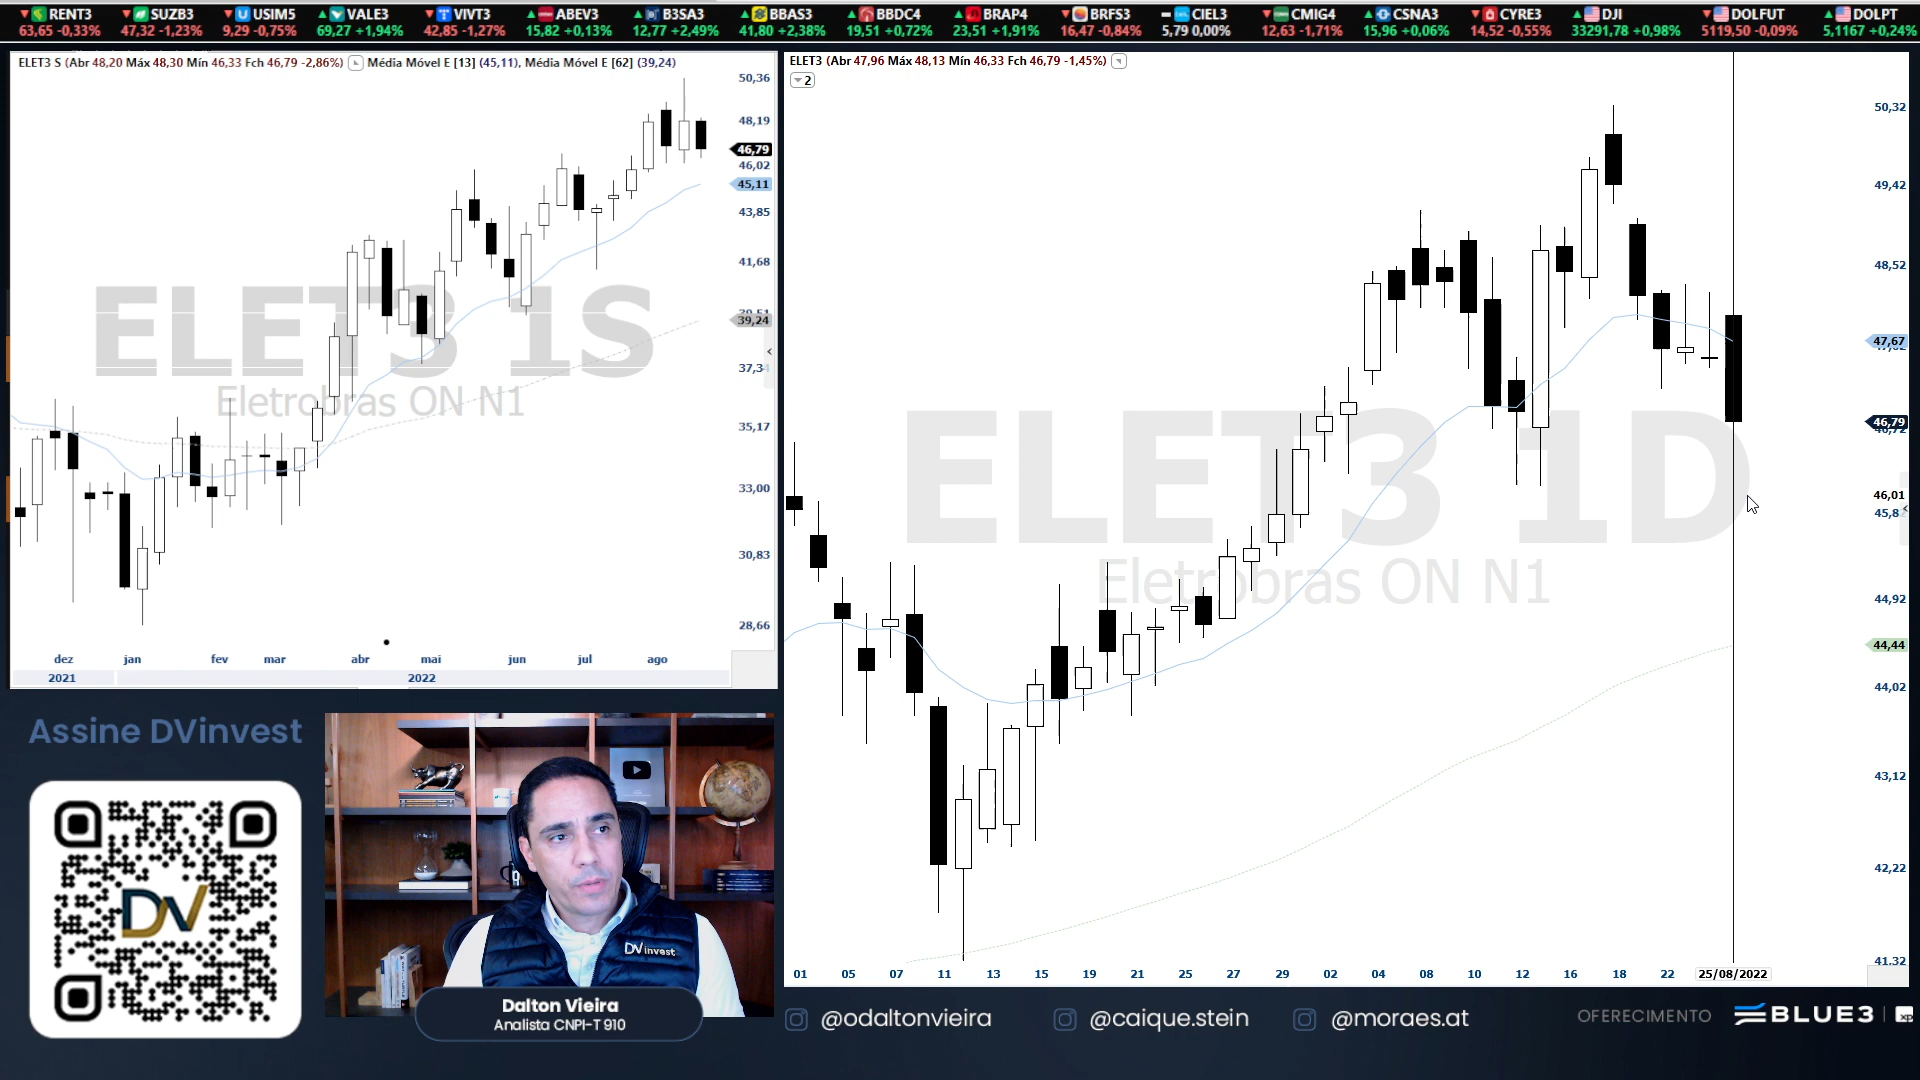 RENT3 63,65 -0,33%
SUZB3 47,32 -1,23%
USIM5 9,29 -0,75%
VALE3 69,27 +1,94%
VIVT3 42,85 -1,27%
ABEV3 15,82 +0,13%
B3SA3 12,77 +2,49%
BBAS3 41,80 +2,38%
BBDC4 19,51 +0,72%
BRAP4 23,51 +1,91%
BRFS3 16,47 -0,84%
CIEL3 5,79 0,00%
CMIG4 12,63 -1,71%
CSNA3 15,96 +0,06%
CYRE3 14,52 -0,55%
DJI 33291,78 +0,98%
DOLFUT 5119,50 -0,09%
DOLPT 5,1167 +0,24%
ELET3 S (Abr 48,20 Máx 48,30 Mín 46,33 Fch 46,79 -2,86%) Média Móvel E [13] (45,11), Média Móvel E [62] (39,24)
50,36
48,19
46,79
46,02
45,11
43,85
41,68
39,24
37,34
35,17
33,00
30,83
28,66
ELET3 1S
Eletrobras ON N1
dez jan fev mar abr mai jun jul ago
2021 2022
ELET3 (Abr 47,96 Máx 48,13 Mín 46,33 Fch 46,79 -1,45%)
2
50,32
49,42
48,52
47,67
46,79
46,01
44,92
44,44
44,02
43,12
42,22
41,32
ELET3 1D
Eletrobras ON N1
01 05 07 11 13 15 19 21 25 27 29 02 04 08 10 12 16 18 22 25/08/2022
Assine DVinvest
DV
DVinvest
Dalton Vieira
Analista CNPI-T 910
@odaltonvieira
@caique.stein
@moraes.at
OFERECIMENTO BLUE3 xp